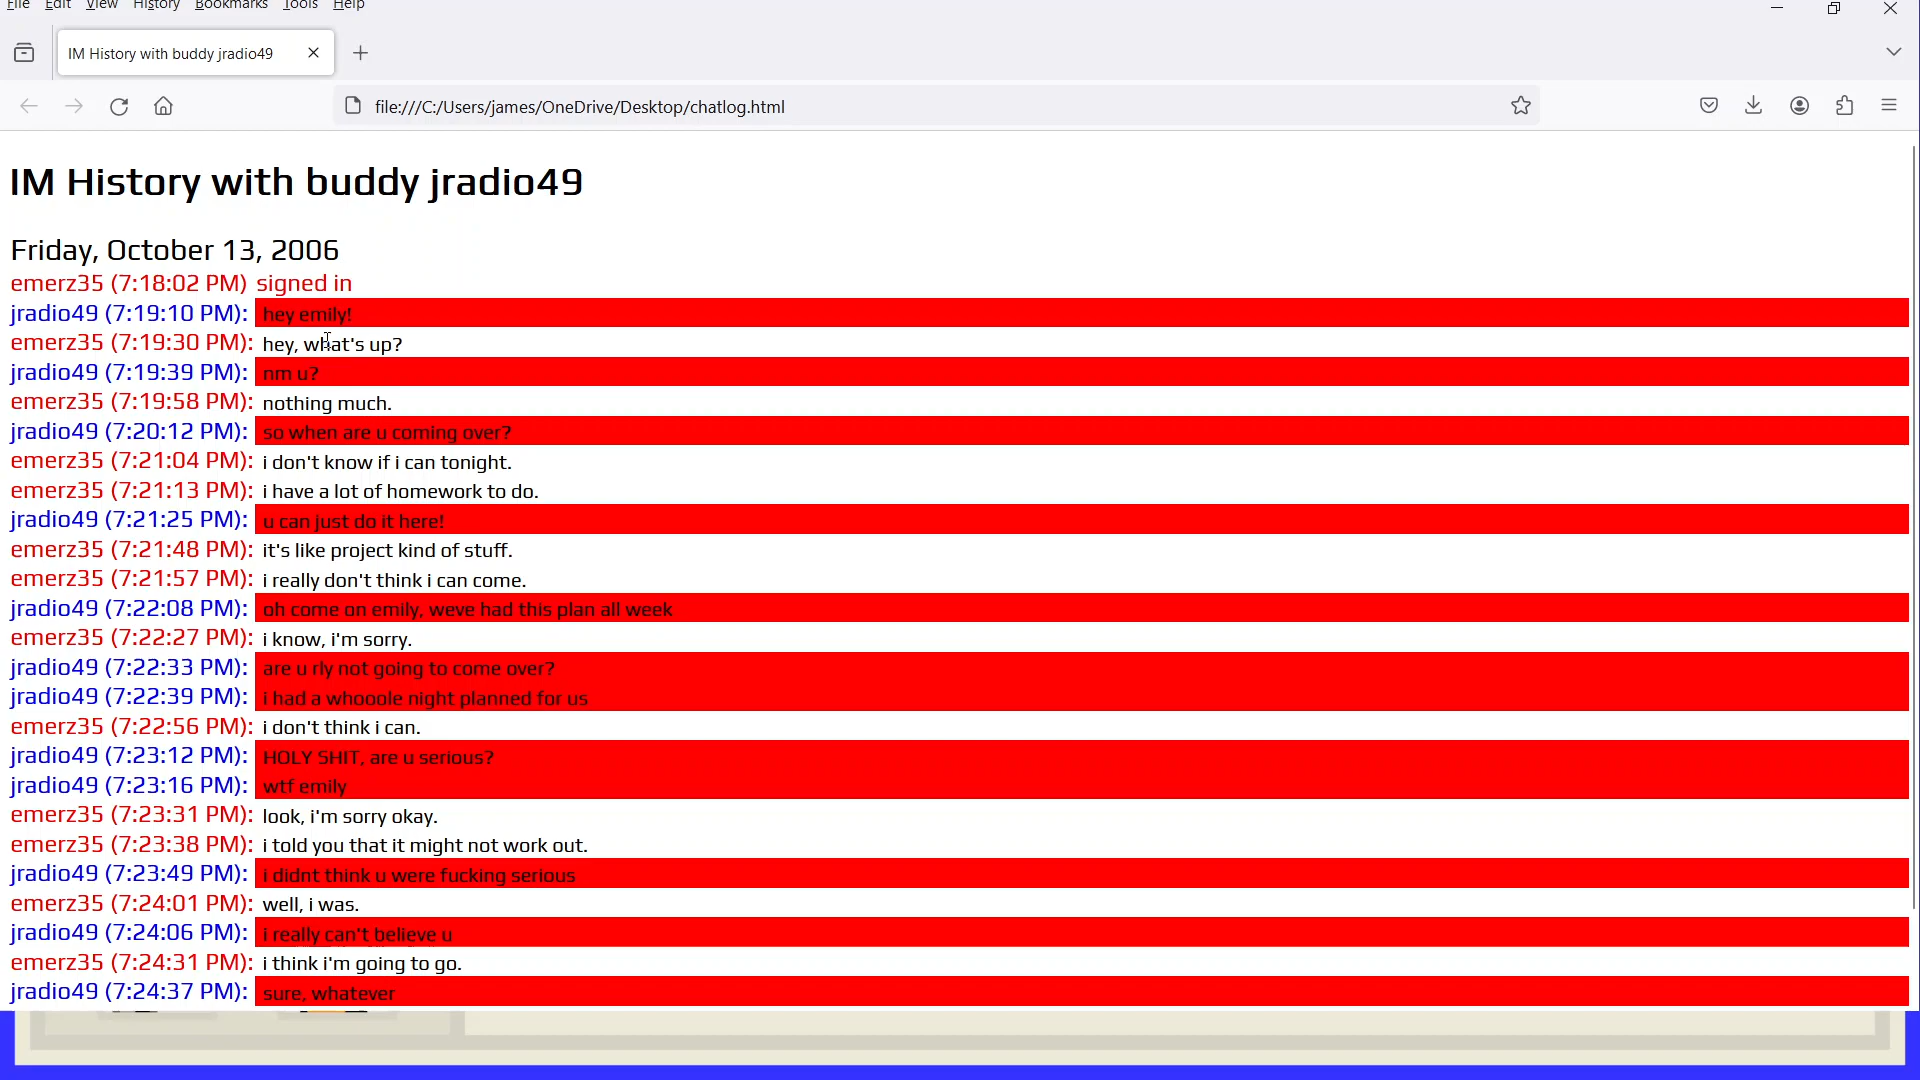 File Edit View History Bookmarks Tools Help
IM History with buddy jradio49
file:///C:/Users/james/OneDrive/Desktop/chatlog.html
IM History with buddy jradio49
Friday, October 13, 2006
emerz35 (7:18:02 PM) signed in
jradio49 (7:19:10 PM): hey emily!
emerz35 (7:19:30 PM): hey, what's up?
jradio49 (7:19:39 PM): nm u?
emerz35 (7:19:58 PM): nothing much.
jradio49 (7:20:12 PM): so when are u coming over?
emerz35 (7:21:04 PM): i don't know if i can tonight.
emerz35 (7:21:13 PM): i have a lot of homework to do.
jradio49 (7:21:25 PM): u can just do it here!
emerz35 (7:21:48 PM): it's like project kind of stuff.
emerz35 (7:21:57 PM): i really don't think i can come.
jradio49 (7:22:08 PM): oh come on emily, weve had this plan all week
emerz35 (7:22:27 PM): i know, i'm sorry.
jradio49 (7:22:33 PM): are u rly not going to come over?
jradio49 (7:22:39 PM): i had a whooole night planned for us
emerz35 (7:22:56 PM): i don't think i can.
jradio49 (7:23:12 PM): HOLY SHIT, are u serious?
jradio49 (7:23:16 PM): wtf emily
emerz35 (7:23:31 PM): look, i'm sorry okay.
emerz35 (7:23:38 PM): i told you that it might not work out.
jradio49 (7:23:49 PM): i didnt think u were fucking serious
emerz35 (7:24:01 PM): well, i was.
jradio49 (7:24:06 PM): i really can't believe u
emerz35 (7:24:31 PM): i think i'm going to go.
jradio49 (7:24:37 PM): sure, whatever